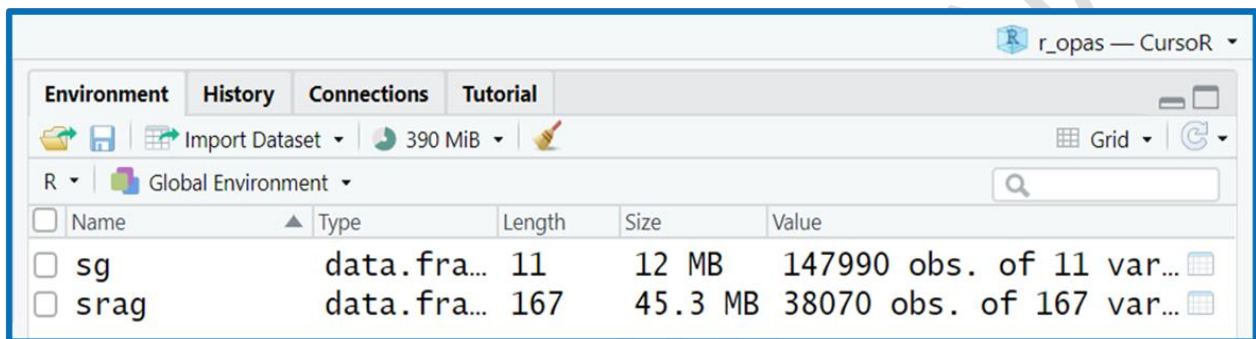 r_opas — CursoR
Environment History Connections Tutorial
Import Dataset 390 MiB Grid
R Global Environment
Name Type Length Size Value
sg data.fra… 11 12 MB 147990 obs. of 11 var…
srag data.fra… 167 45.3 MB 38070 obs. of 167 var…